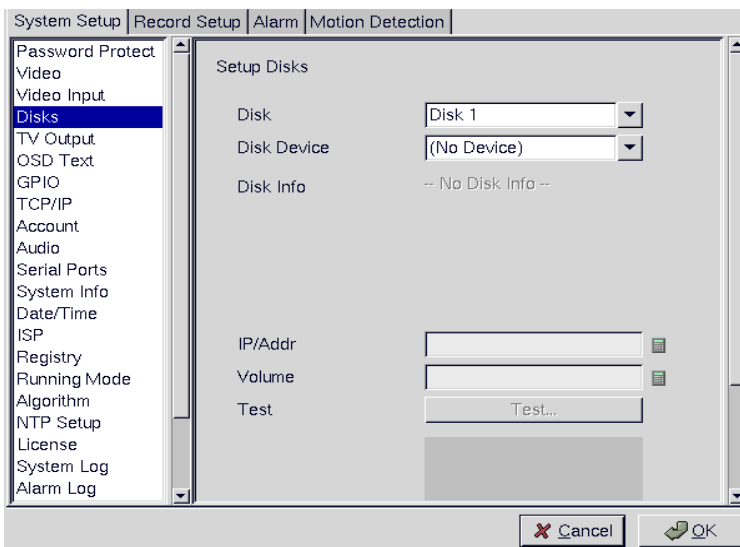 System Setup Record Setup Alarm Motion Detection
Password Protect
Video
Video Input
Disks
TV Output
OSD Text
GPIO
TCP/IP
Account
Audio
Serial Ports
System Info
Date/Time
ISP
Registry
Running Mode
Algorithm
NTP Setup
License
System Log
Alarm Log
Setup Disks
Disk Disk 1
Disk Device (No Device)
Disk Info -- No Disk Info --
IP/Addr
Volume
Test Test...
Cancel OK